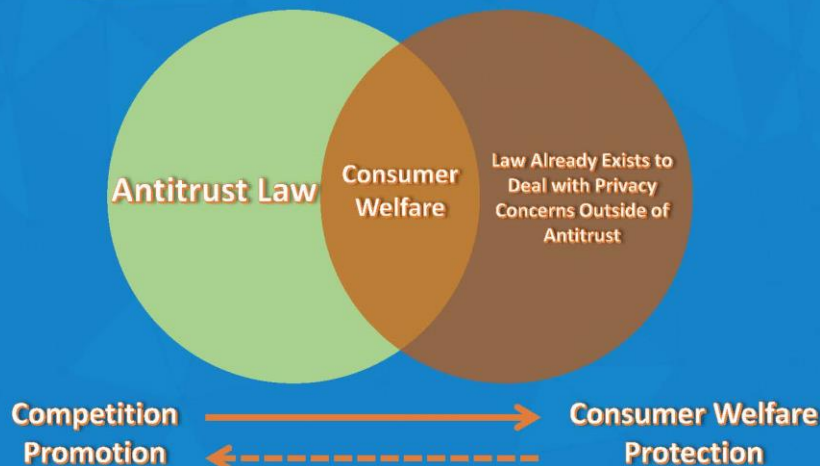 Antitrust Law
Consumer
Welfare
Law Already Exists to
Deal with Privacy
Concerns Outside of
Antitrust
Competition
Promotion
Consumer Welfare
Protection